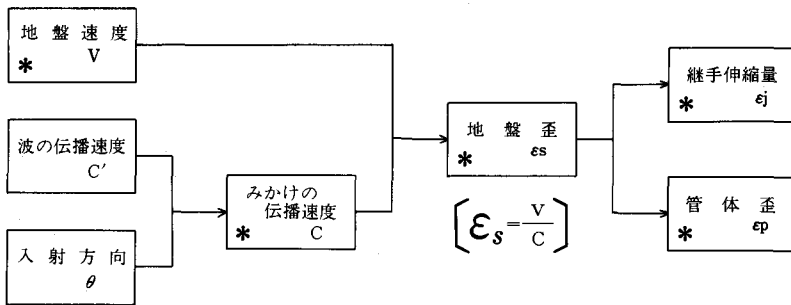 地盤速度
* V
波の伝播速度
C′
入射方向
θ
みかけの
伝播速度
* C
地盤歪
* εs
[εs=V/C]
継手伸縮量
* εj
管体歪
* εp